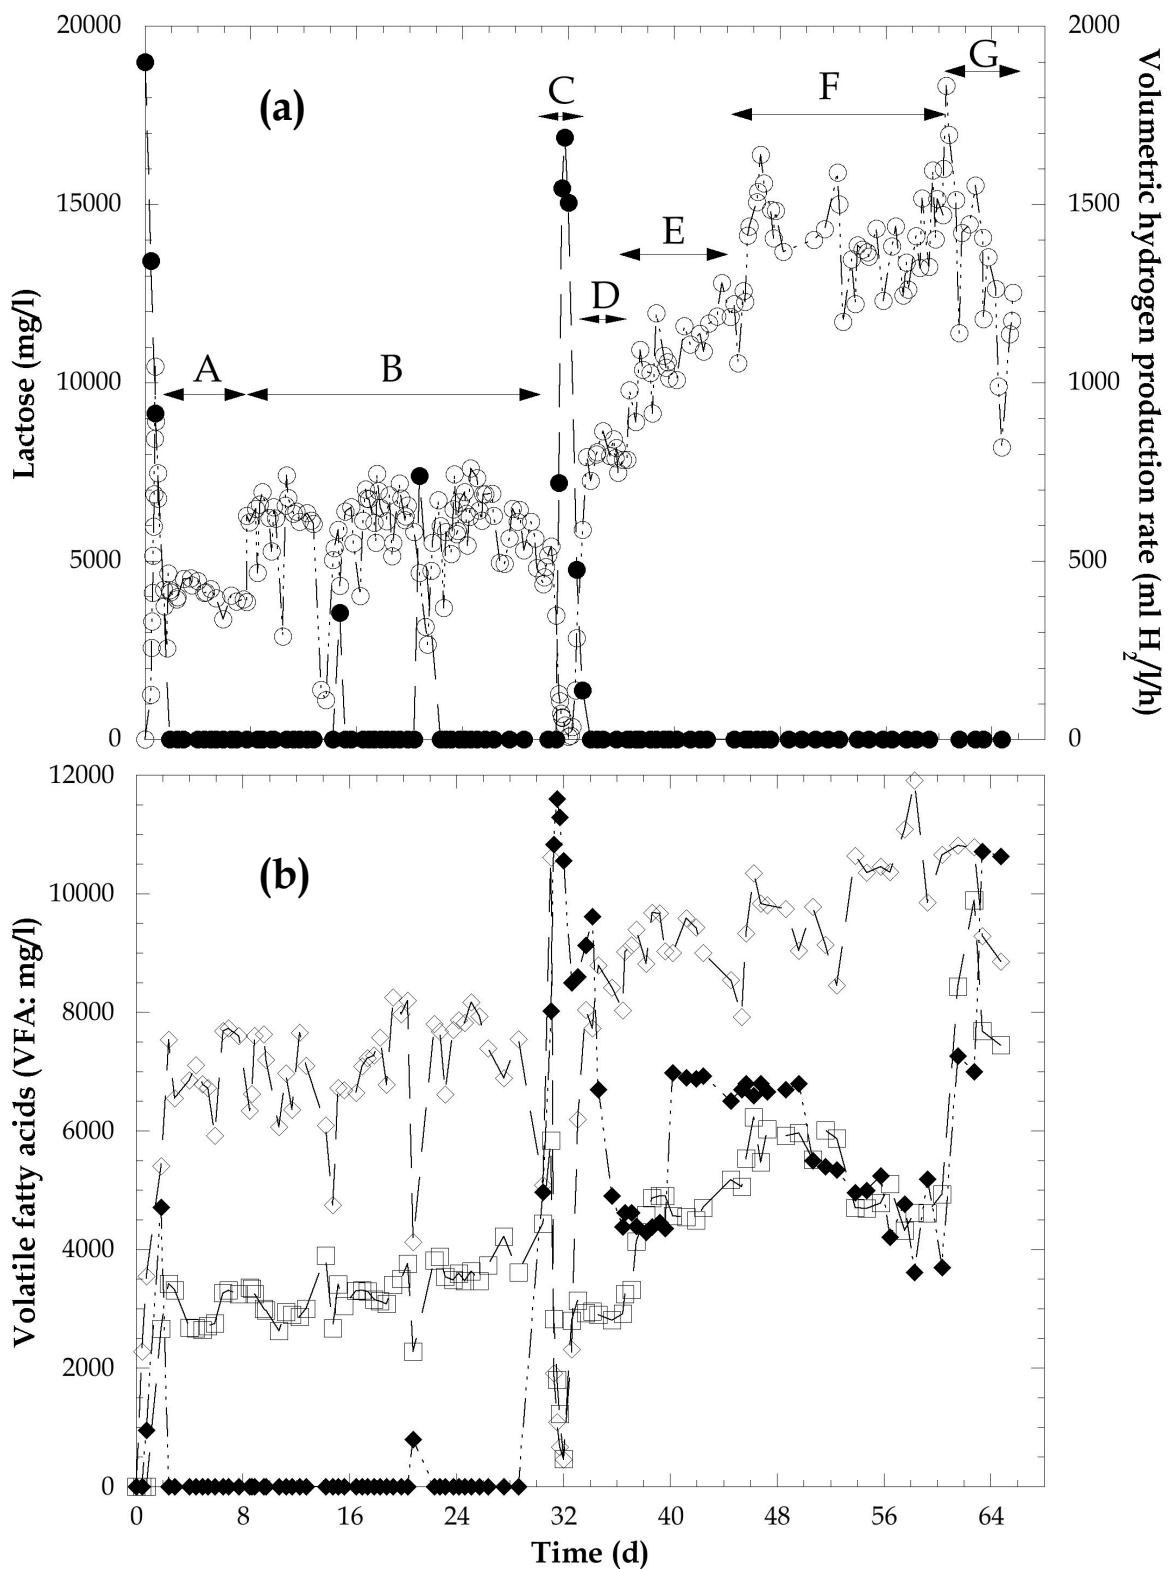 20000
15000
10000
5000
0
Lactose (mg/l)
(a)
A
B
C
D
E
F
G
2000
1500
1000
500
0
Volumetric hydrogen production rate (ml H₂/l/h)
12000
10000
8000
6000
4000
2000
0
Volatile fatty acids (VFA: mg/l)
(b)
0 8 16 24 32 40 48 56 64
Time (d)